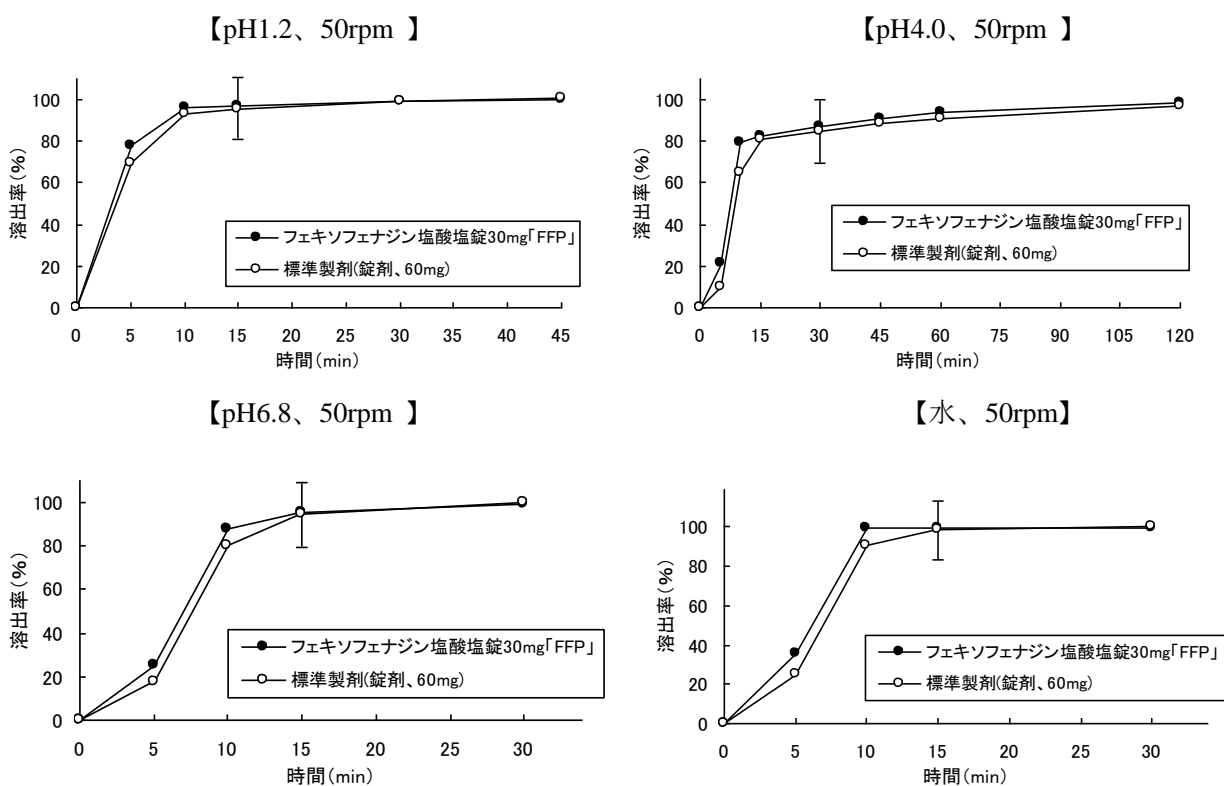 【pH1.2、50rpm 】
溶出率(%)
100
80
60
40
20
0
フェキソフェナジン塩酸塩錠30mg「FFP」
標準製剤(錠剤、60mg)
0 5 10 15 20 25 30 35 40 45
時間(min)
【pH4.0、50rpm 】
溶出率(%)
100
80
60
40
20
0
フェキソフェナジン塩酸塩錠30mg「FFP」
標準製剤(錠剤、60mg)
0 15 30 45 60 75 90 105 120
時間(min)
【pH6.8、50rpm 】
溶出率(%)
100
80
60
40
20
0
フェキソフェナジン塩酸塩錠30mg「FFP」
標準製剤(錠剤、60mg)
0 5 10 15 20 25 30
時間(min)
【水、50rpm】
溶出率(%)
100
80
60
40
20
0
フェキソフェナジン塩酸塩錠30mg「FFP」
標準製剤(錠剤、60mg)
0 5 10 15 20 25 30
時間(min)